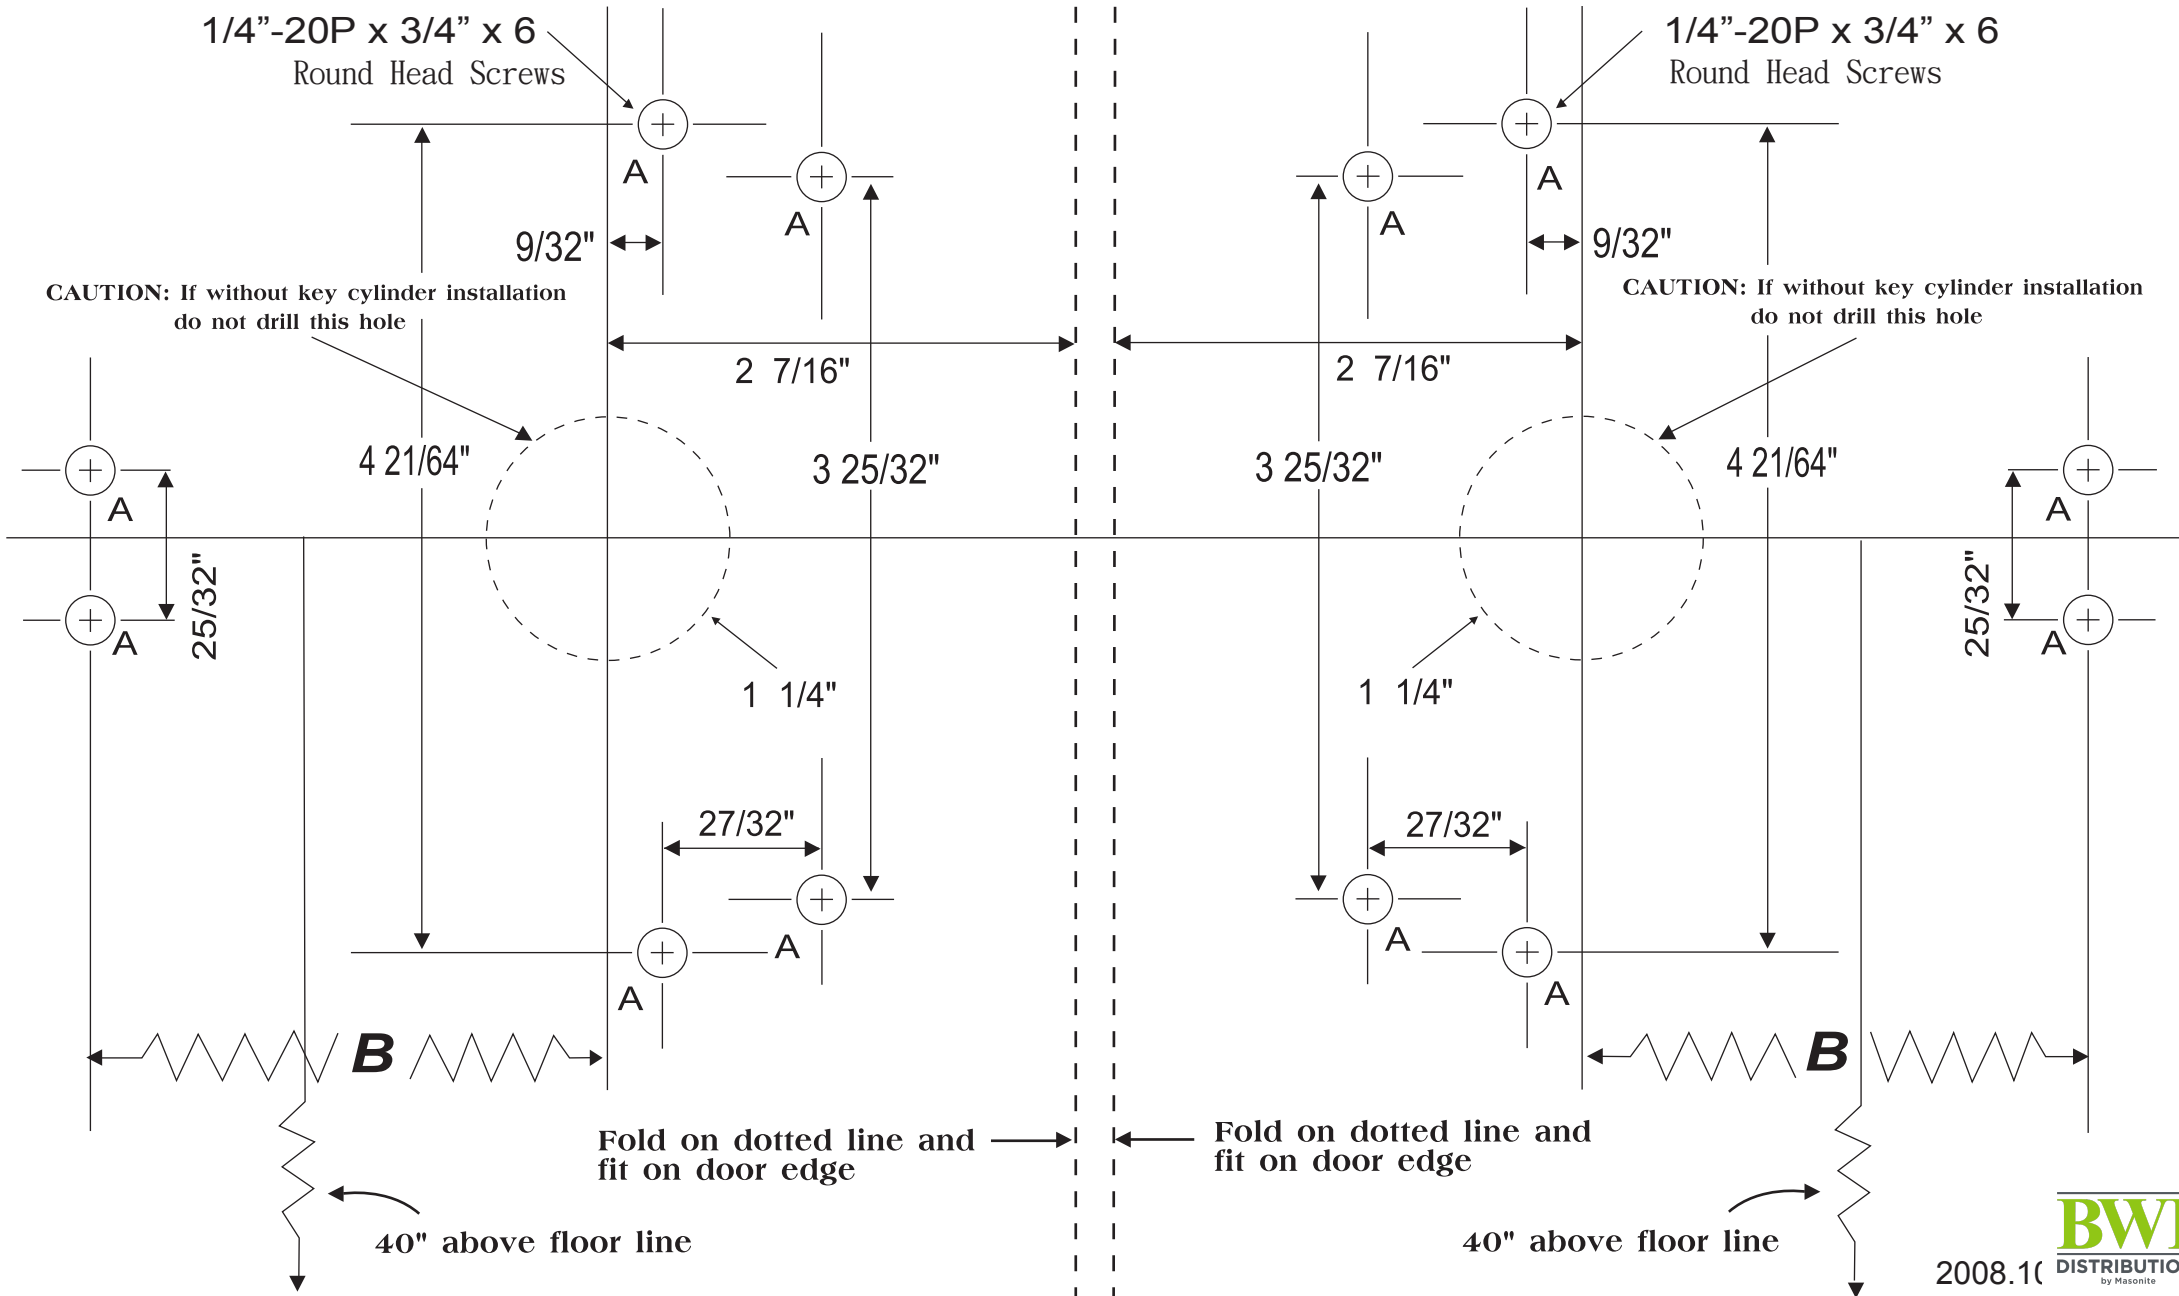 1/4”-20P x 3/4” x 6
Round Head Screws
A
A
9/32"
CAUTION: If without key cylinder installation
do not drill this hole
2 7/16"
4 21/64"
3 25/32"
A
25/32"
A
1 1/4"
27/32"
A
A
B
Fold on dotted line and
fit on door edge
40" above floor line
1/4”-20P x 3/4” x 6
Round Head Screws
A
A
9/32"
CAUTION: If without key cylinder installation
do not drill this hole
2 7/16"
3 25/32"
4 21/64"
A
25/32"
A
1 1/4"
27/32"
A
A
B
Fold on dotted line and
fit on door edge
40" above floor line
2008.10
BWI
DISTRIBUTIO
by Masonite